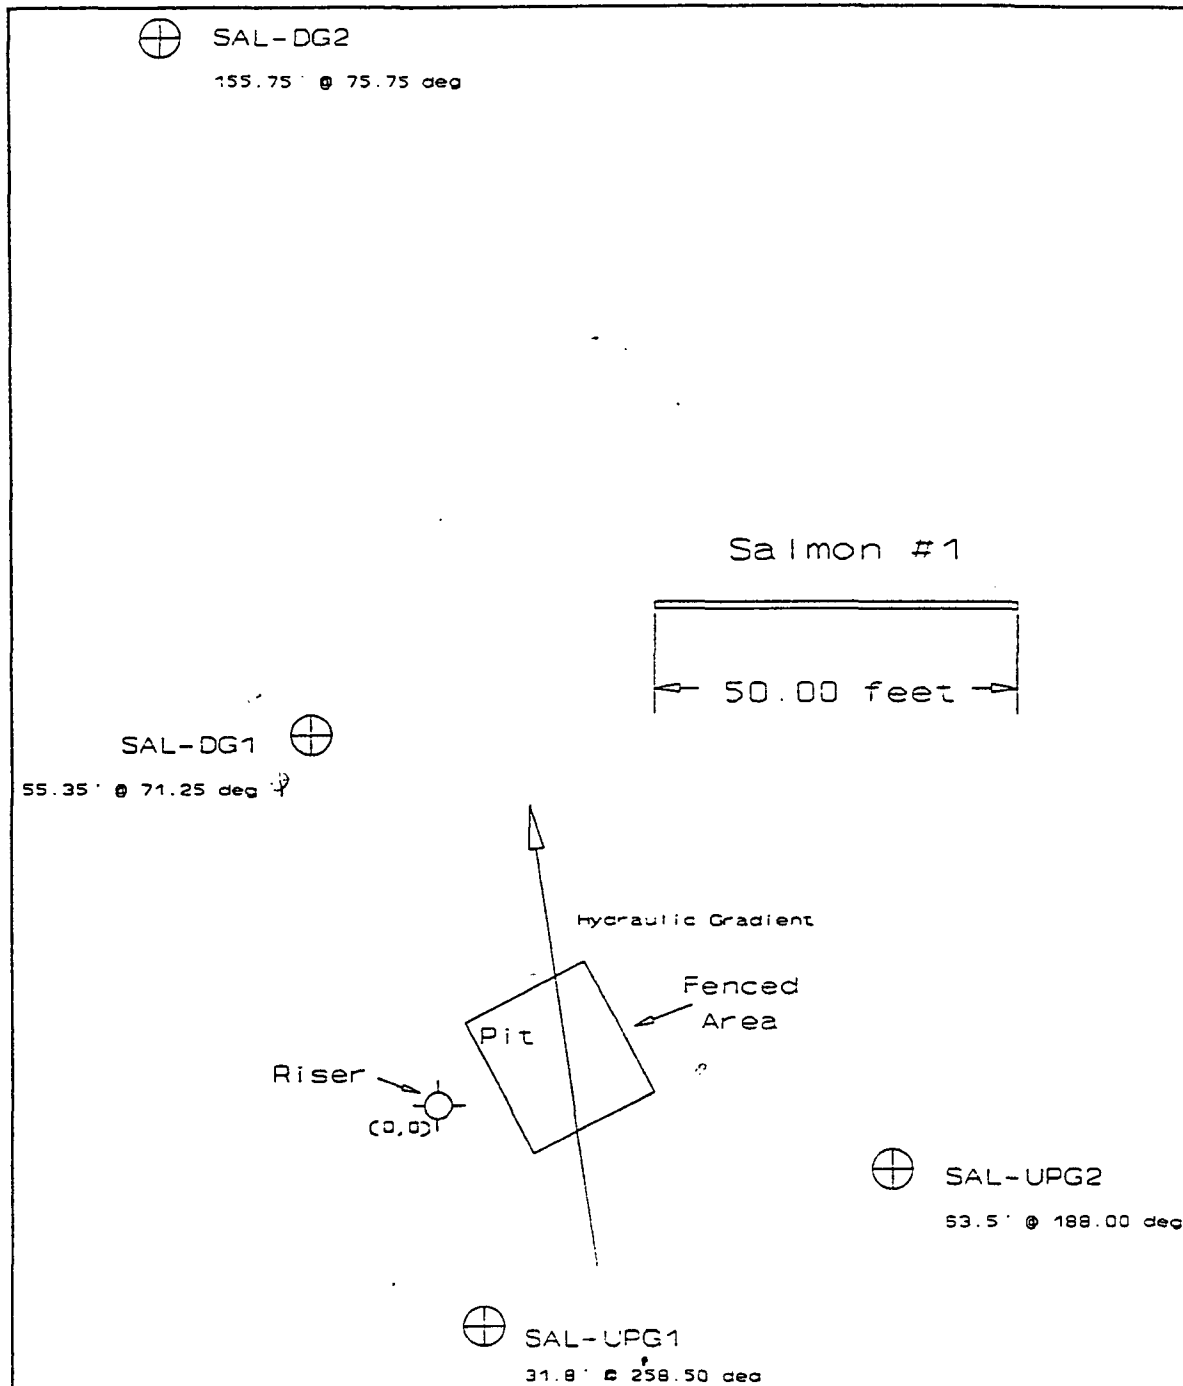 SAL-DG2
155.75' @ 75.75 deg
Salmon #1
50.00 feet
SAL-DG1
55.35' @ 71.25 deg
Hydraulic Gradient
Fenced
Area
Pit
Riser
(0,0)
SAL-UPG2
63.5' @ 188.00 deg
SAL-UPG1
31.8' @ 258.50 deg